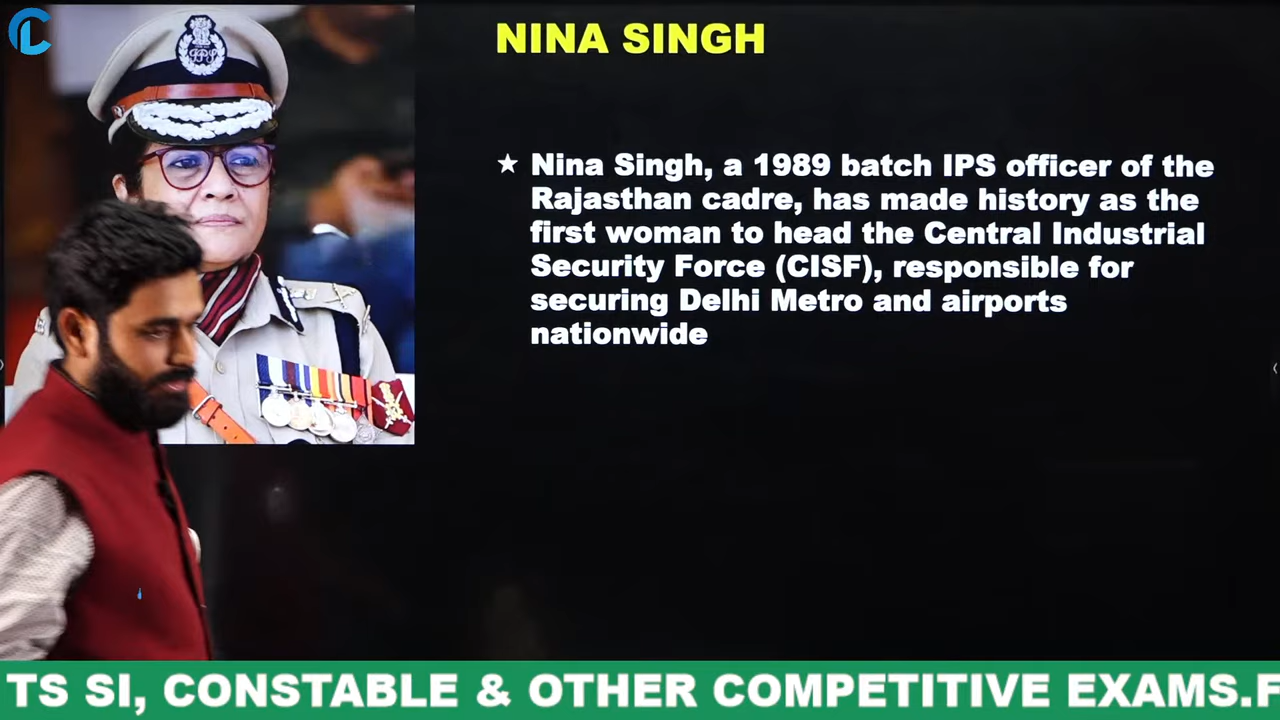 NINA SINGH
★ Nina Singh, a 1989 batch IPS officer of the
Rajasthan cadre, has made history as the
first woman to head the Central Industrial
Security Force (CISF), responsible for
securing Delhi Metro and airports
nationwide
TS SI, CONSTABLE & OTHER COMPETITIVE EXAMS.F